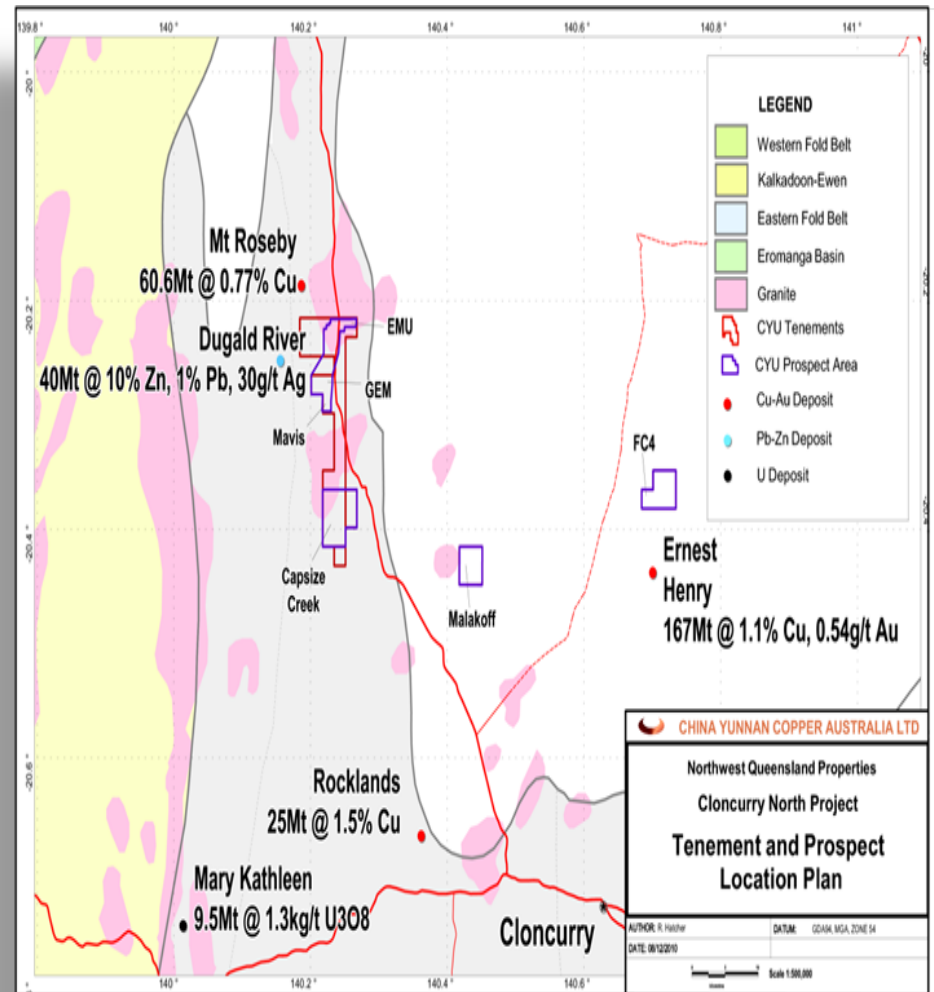 139.8 °
140 °
140.2 °
140.4 °
140.6 °
140.8 °
141 °
-20 °
LEGEND
Western Fold Belt
Kalkadoon-Ewen
Eastern Fold Belt
Eromanga Basin
Granite
CYU Tenements
CYU Prospect Area
Cu-Au Deposit
Pb-Zn Deposit
U Deposit
Mt Roseby
60.6Mt @ 0.77% Cu
-20.2 °
EMU
Dugald River
40Mt @ 10% Zn, 1% Pb, 30g/t Ag
GEM
Mavis
FC4
-20.4 °
-20.4 °
Capsize
Creek
Malakoff
Ernest
Henry
167Mt @ 1.1% Cu, 0.54g/t Au
-20.6 °
Rocklands
25Mt @ 1.5% Cu
Mary Kathleen
9.5Mt @ 1.3kg/t U3O8
Cloncurry
CHINA YUNNAN COPPER AUSTRALIA LTD
Northwest Queensland Properties
Cloncurry North Project
Tenement and Prospect
Location Plan
AUTHOR: R. Hatcher
DATUM: GDA94, MGA, ZONE 54
DATE: 08/12/2010
Scale 1:500,000
140 °
140.2 °
140.4 °
140.6 °